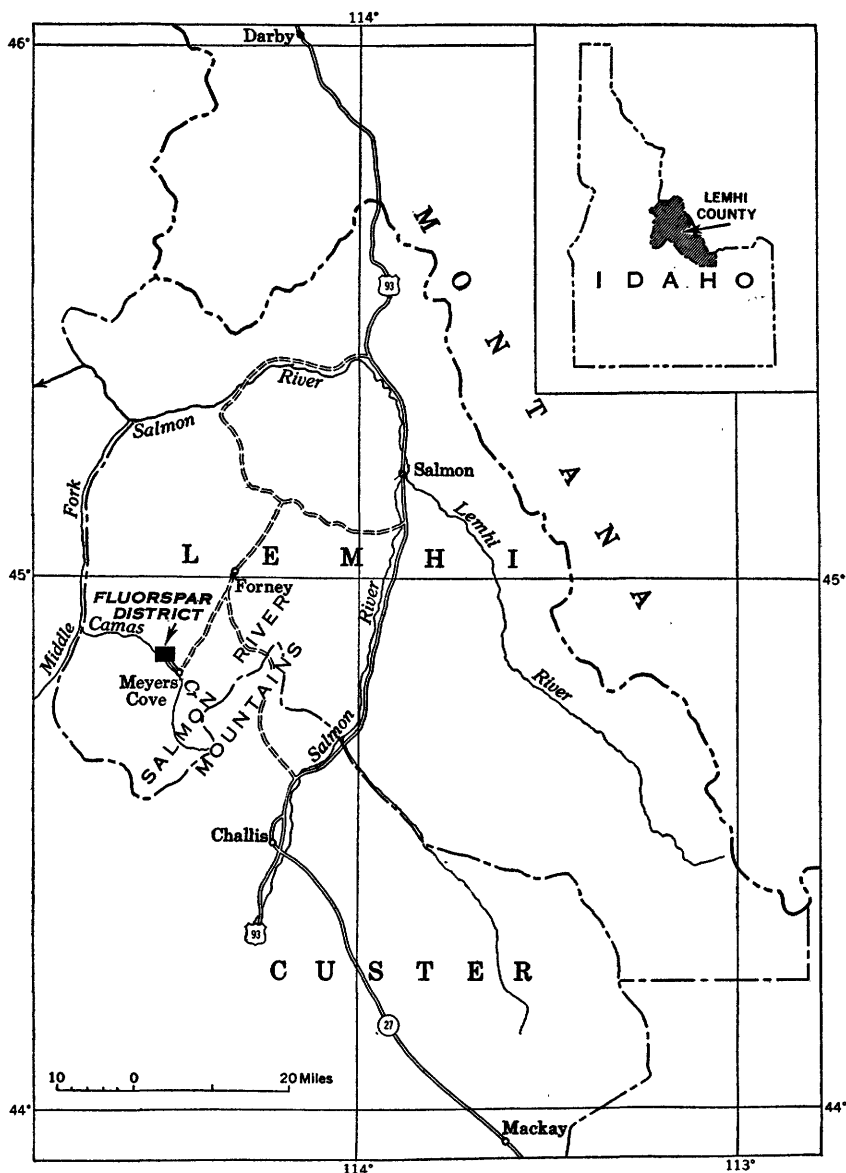 114°
46°
Darby
MONTANA
LEMHI
COUNTY
IDAHO
93
River
Salmon
Salmon
Fork
Lemhi
LEMHI
45°
45°
Forney
FLUORSPAR
DISTRICT
River
Camas
Middle
Meyers
Cove
Cr
SALMON RIVER
MOUNTAINS
River
Salmon
Challis
93
CUSTER
27
10 0 20 Miles
44°
44°
Mackay
114°
113°